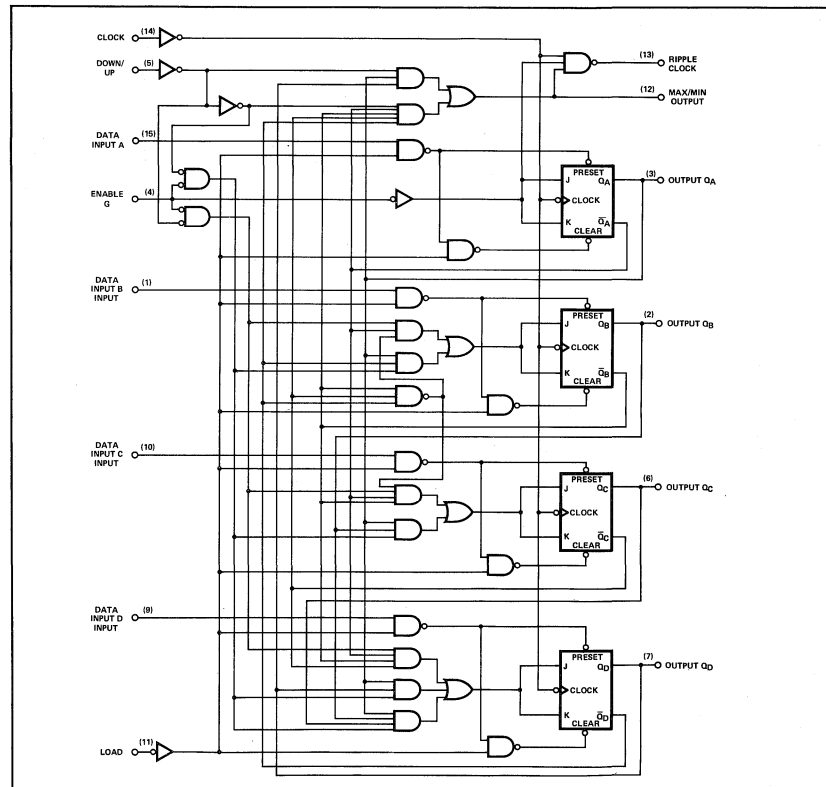 CLOCK (14)
DOWN/
UP (5)
(13) RIPPLE
CLOCK
(12) MAX/MIN
OUTPUT
DATA
INPUT A (15)
PRESET
J QA (3) OUTPUT QA
CLOCK
K Q̅A
CLEAR
ENABLE
G (4)
DATA
INPUT B
INPUT (1)
PRESET
J QB (2) OUTPUT QB
CLOCK
K Q̅B
CLEAR
DATA
INPUT C
INPUT (10)
PRESET
J QC (6) OUTPUT QC
CLOCK
K Q̅C
CLEAR
DATA
INPUT D
INPUT (9)
PRESET
J QD (7) OUTPUT QD
CLOCK
K Q̅D
CLEAR
LOAD (11)